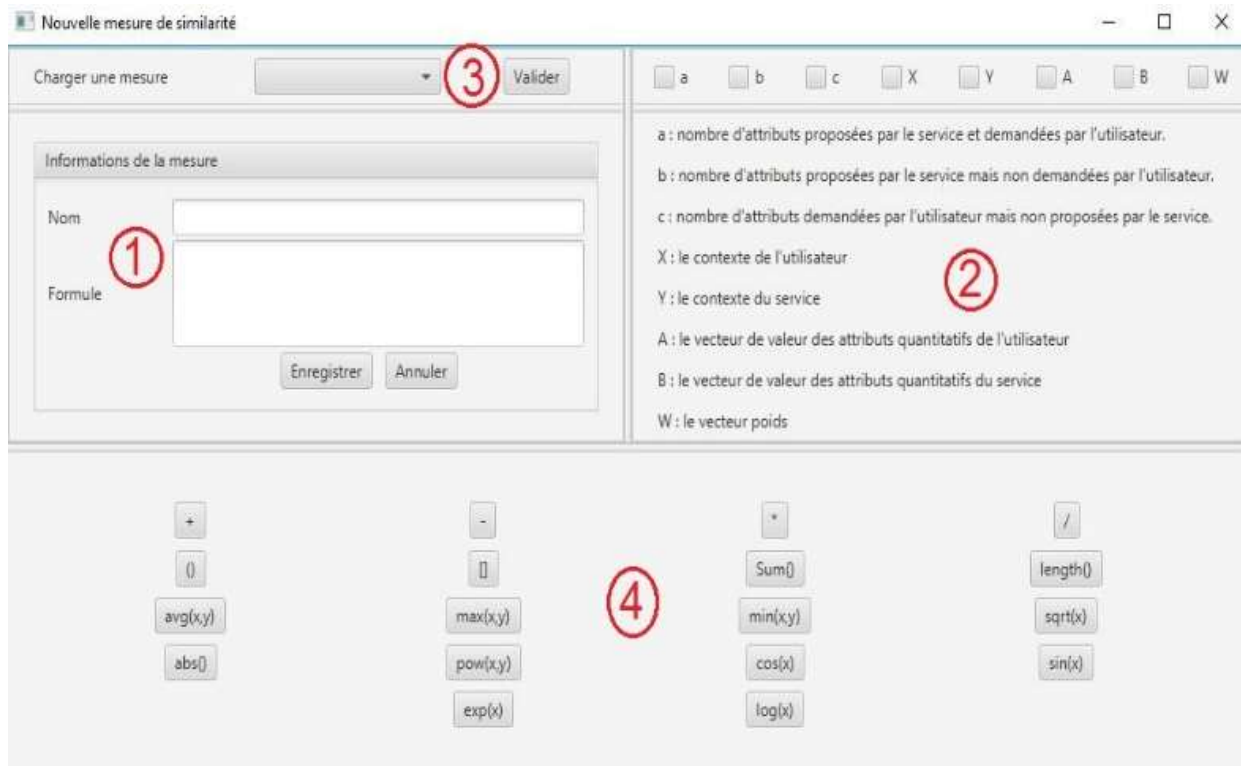 Nouvelle mesure de similarité
Charger une mesure
3
Valider
a b c X Y A B W
Informations de la mesure
Nom
1
Formule
Enregistrer Annuler
a : nombre d'attributs proposées par le service et demandées par l'utilisateur.
b : nombre d'attributs proposées par le service mais non demandées par l'utilisateur.
c : nombre d'attributs demandées par l'utilisateur mais non proposées par le service.
X : le contexte de l'utilisateur
2
Y : le contexte du service
A : le vecteur de valeur des attributs quantitatifs de l'utilisateur
B : le vecteur de valeur des attributs quantitatifs du service
W : le vecteur poids
+ - * /
() [] Sum() length()
4
avg(x,y) max(x,y) min(x,y) sqrt(x)
abs() pow(x,y) cos(x) sin(x)
exp(x) log(x)